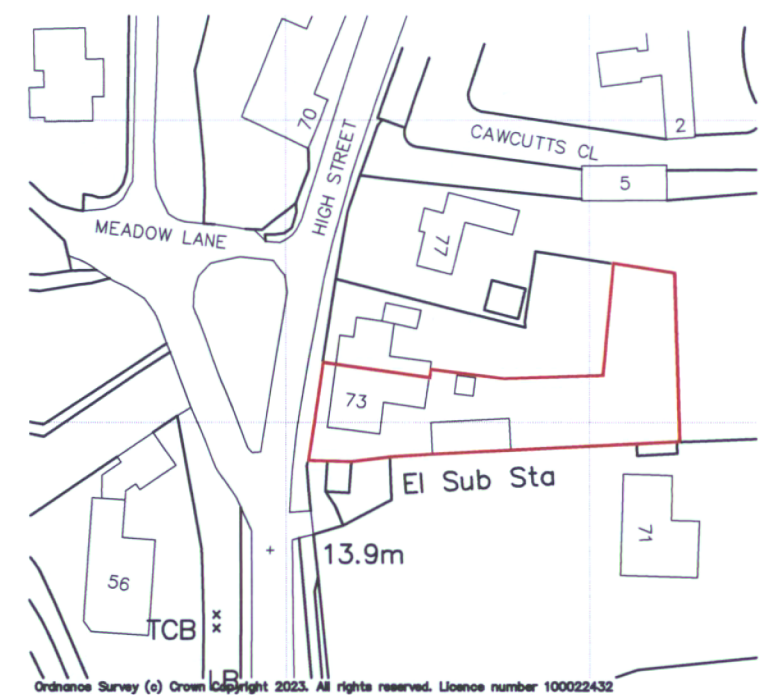 70
HIGH STREET
CAWCUTTS CL
2
5
MEADOW LANE
77
73
El Sub Sta
71
13.9m
56
TCB
LB
Ordnance Survey (c) Crown Copyright 2023. All rights reserved. Licence number 100022432